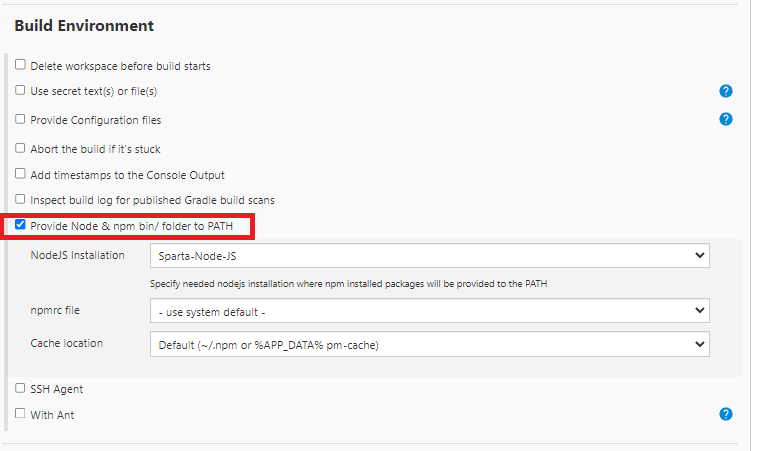 Build Environment
Delete workspace before build starts
Use secret text(s) or file(s)
?
Provide Configuration files
?
Abort the build if it's stuck
Add timestamps to the Console Output
Inspect build log for published Gradle build scans
Provide Node & npm bin/ folder to PATH
NodeJS Installation
Sparta-Node-JS
Specify needed nodejs installation where npm installed packages will be provided to the PATH
npmrc file
- use system default -
Cache location
Default (~/.npm or %APP_DATA% pm-cache)
SSH Agent
With Ant
?